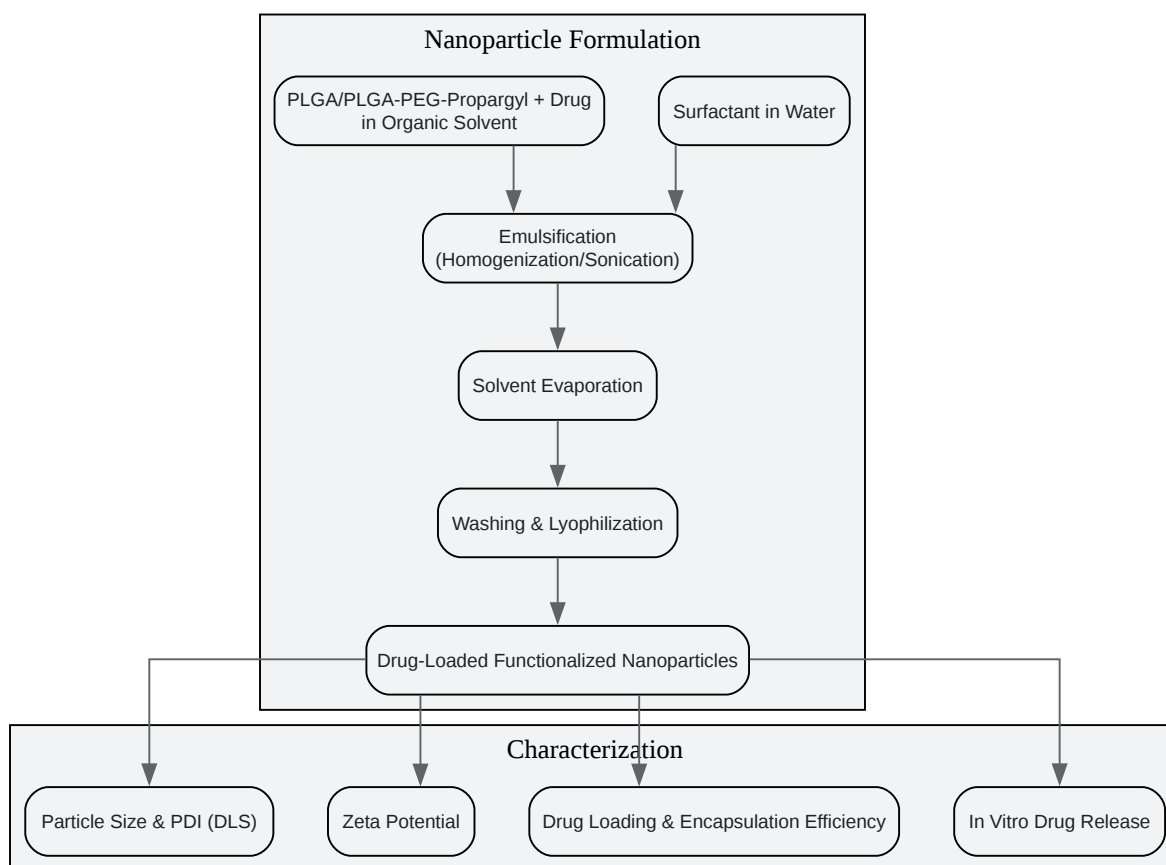 Nanoparticle Formulation
PLGA/PLGA-PEG-Propargyl + Drug
in Organic Solvent
Surfactant in Water
Emulsification
(Homogenization/Sonication)
Solvent Evaporation
Washing & Lyophilization
Drug-Loaded Functionalized Nanoparticles
Characterization
Particle Size & PDI (DLS)
Zeta Potential
Drug Loading & Encapsulation Efficiency
In Vitro Drug Release